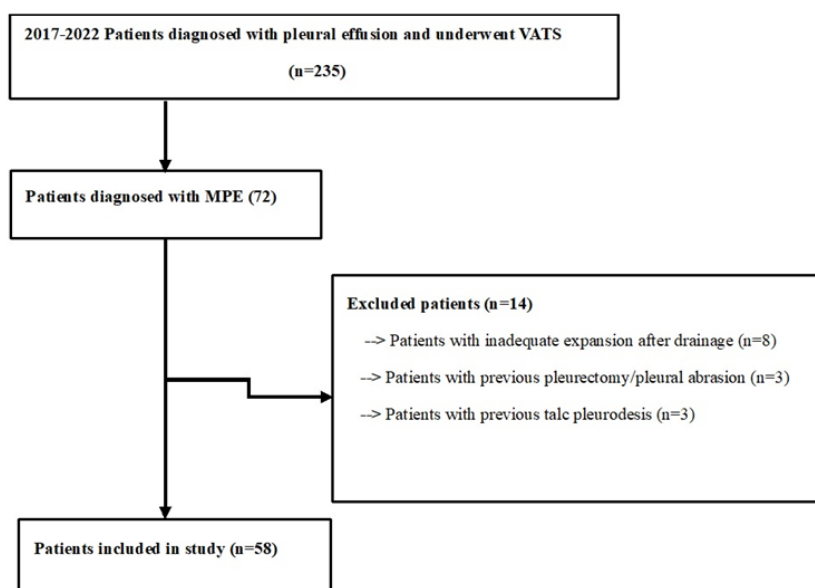 2017-2022 Patients diagnosed with pleural effusion and underwent VATS
(n=235)
Patients diagnosed with MPE (72)
Excluded patients (n=14)
--> Patients with inadequate expansion after drainage (n=8)
--> Patients with previous pleurectomy/pleural abrasion (n=3)
--> Patients with previous talc pleurodesis (n=3)
Patients included in study (n=58)